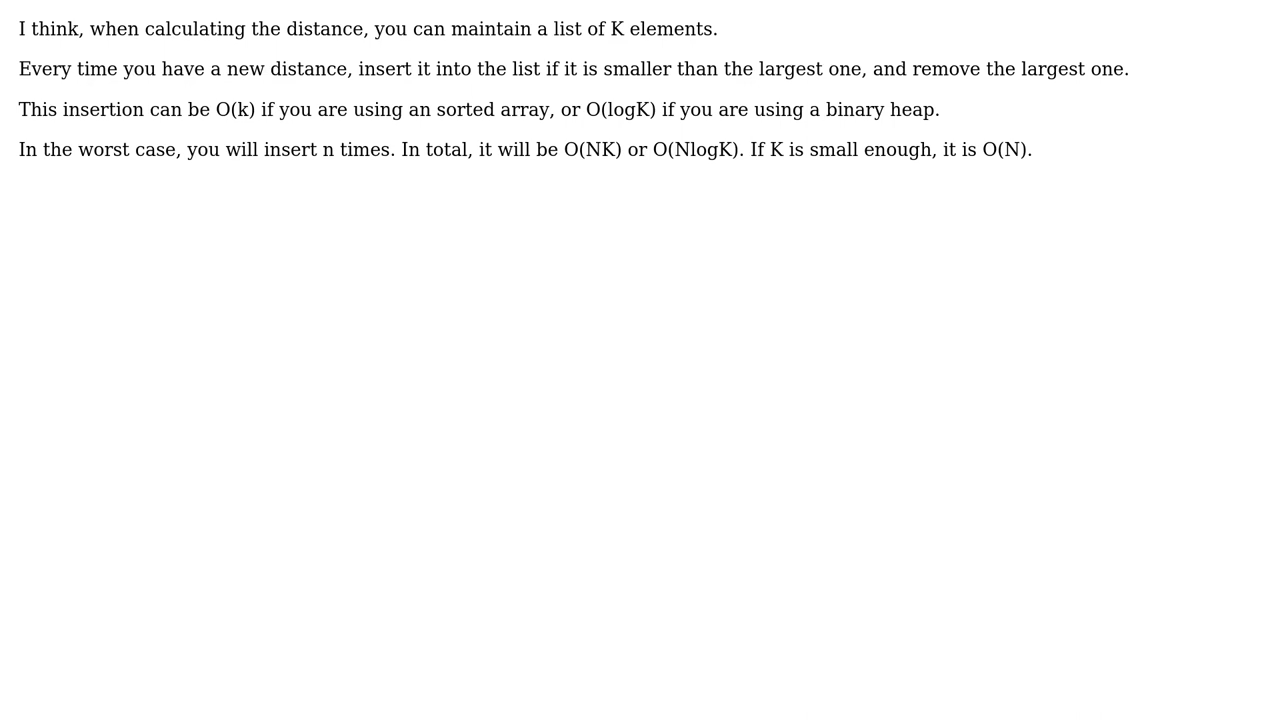 I think, when calculating the distance, you can maintain a list of K elements.
Every time you have a new distance, insert it into the list if it is smaller than the largest one, and remove the largest one.
This insertion can be O(k) if you are using an sorted array, or O(logK) if you are using a binary heap.
In the worst case, you will insert n times. In total, it will be O(NK) or O(NlogK). If K is small enough, it is O(N).